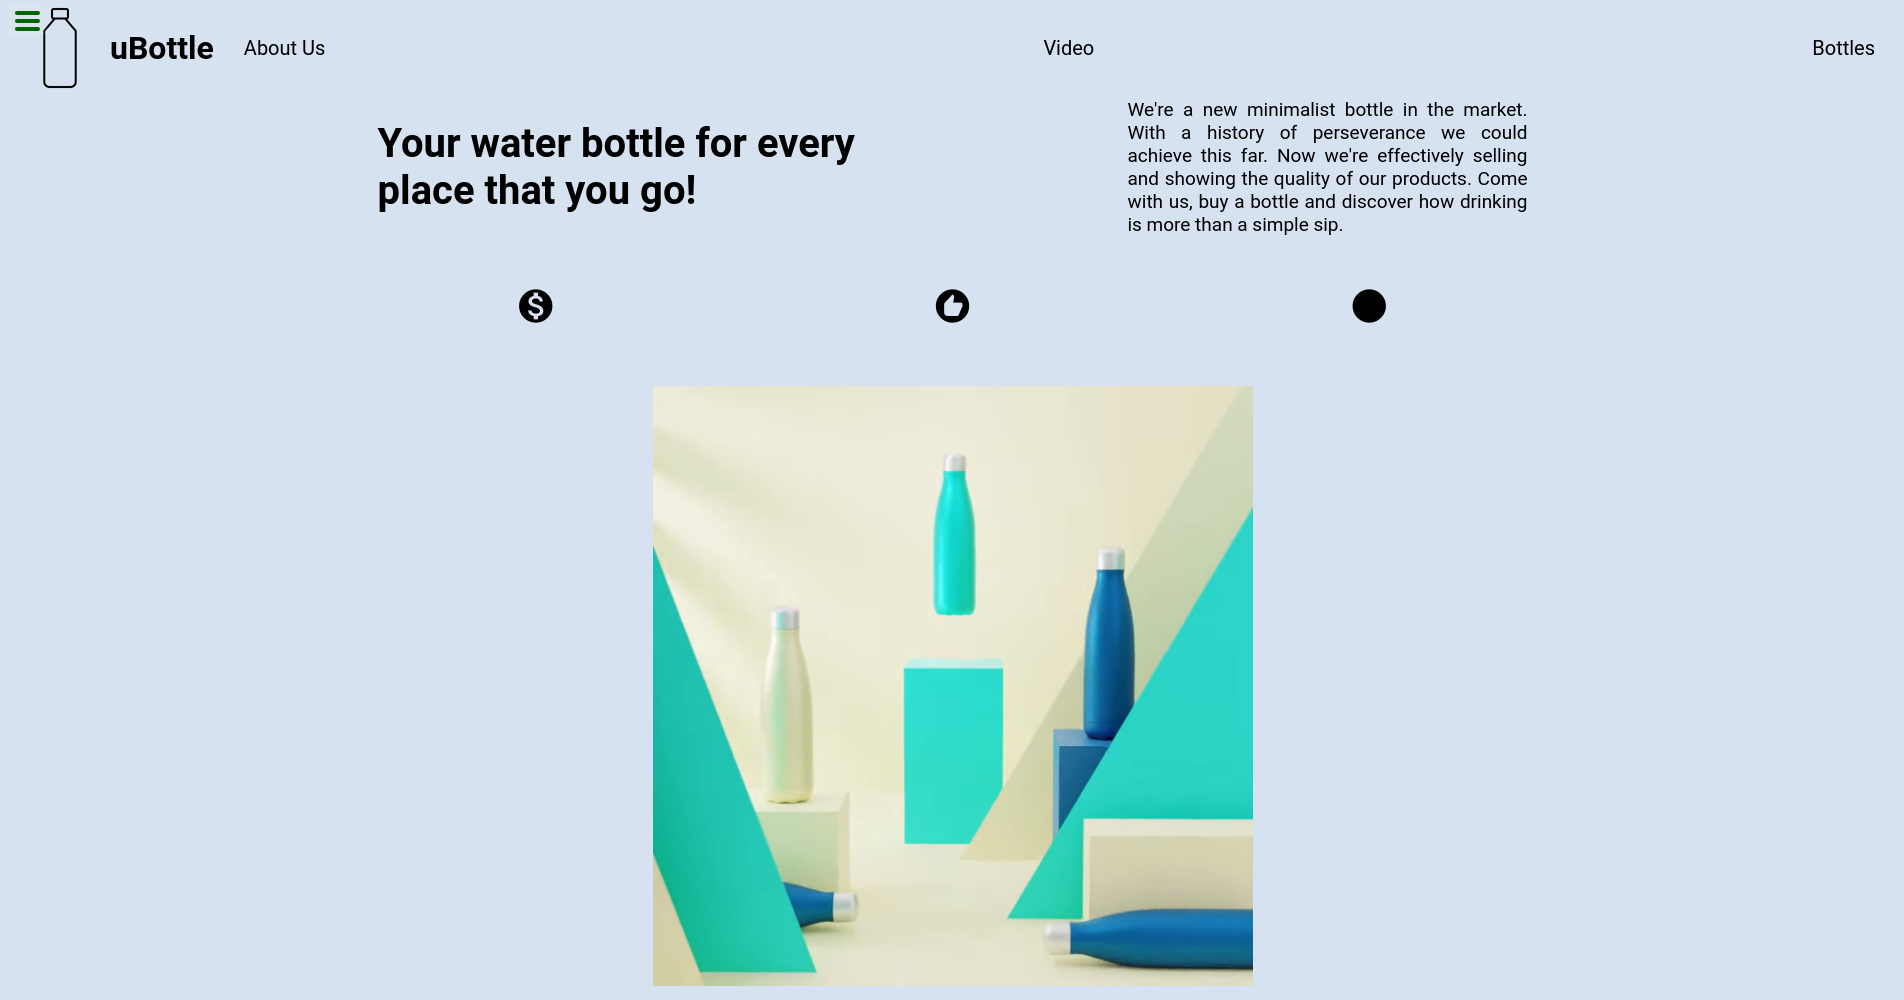 uBottle
About Us
Video
Bottles
Your water bottle for every
place that you go!
We're a new minimalist bottle in the market.
With a history of perseverance we could
achieve this far. Now we're effectively selling
and showing the quality of our products. Come
with us, buy a bottle and discover how drinking
is more than a simple sip.
$